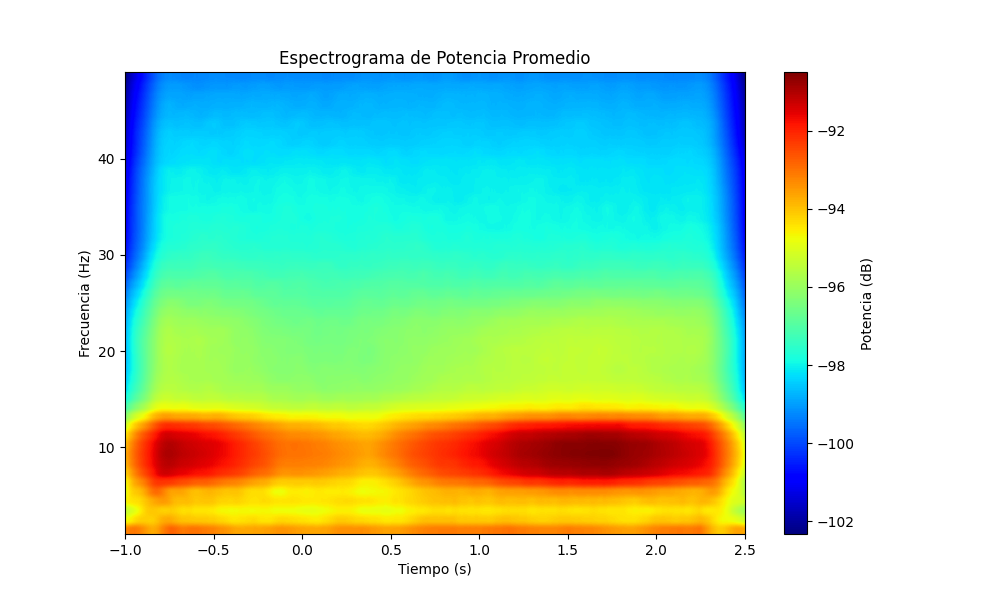 Espectrograma de Potencia Promedio
Frecuencia (Hz)
40
30
20
10
−1.0 −0.5 0.0 0.5 1.0 1.5 2.0 2.5
Tiempo (s)
−92
−94
−96
−98
−100
−102
Potencia (dB)